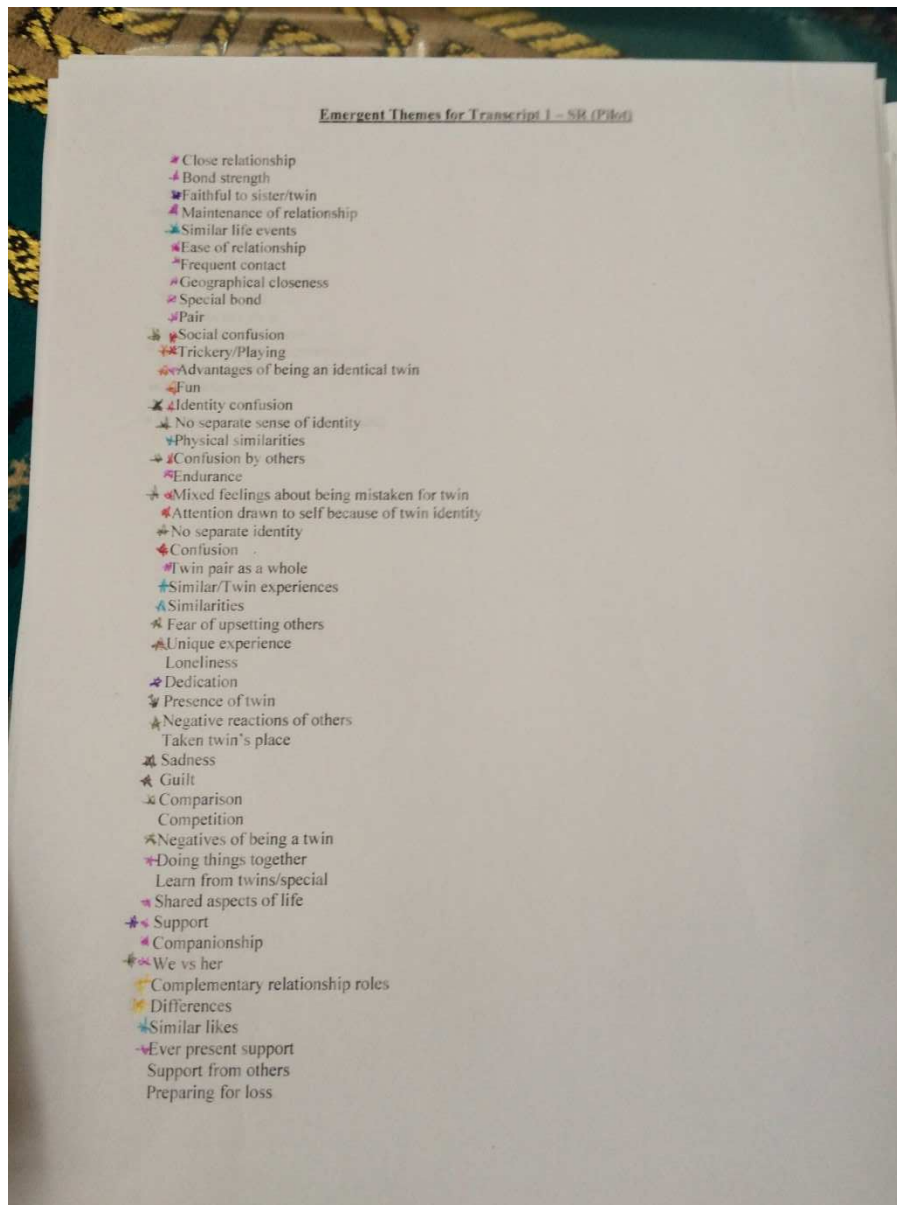 Emergent Themes for Transcript 1 – SR (Pilot)
Close relationship
Bond strength
Faithful to sister/twin
Maintenance of relationship
Similar life events
Ease of relationship
Frequent contact
Geographical closeness
Special bond
Pair
Social confusion
Trickery/Playing
Advantages of being an identical twin
Fun
Identity confusion
No separate sense of identity
Physical similarities
Confusion by others
Endurance
Mixed feelings about being mistaken for twin
Attention drawn to self because of twin identity
No separate identity
Confusion
Twin pair as a whole
Similar/Twin experiences
Similarities
Fear of upsetting others
Unique experience
Loneliness
Dedication
Presence of twin
Negative reactions of others
Taken twin's place
Sadness
Guilt
Comparison
Competition
Negatives of being a twin
Doing things together
Learn from twins/special
Shared aspects of life
Support
Companionship
We vs her
Complementary relationship roles
Differences
Similar likes
Ever present support
Support from others
Preparing for loss